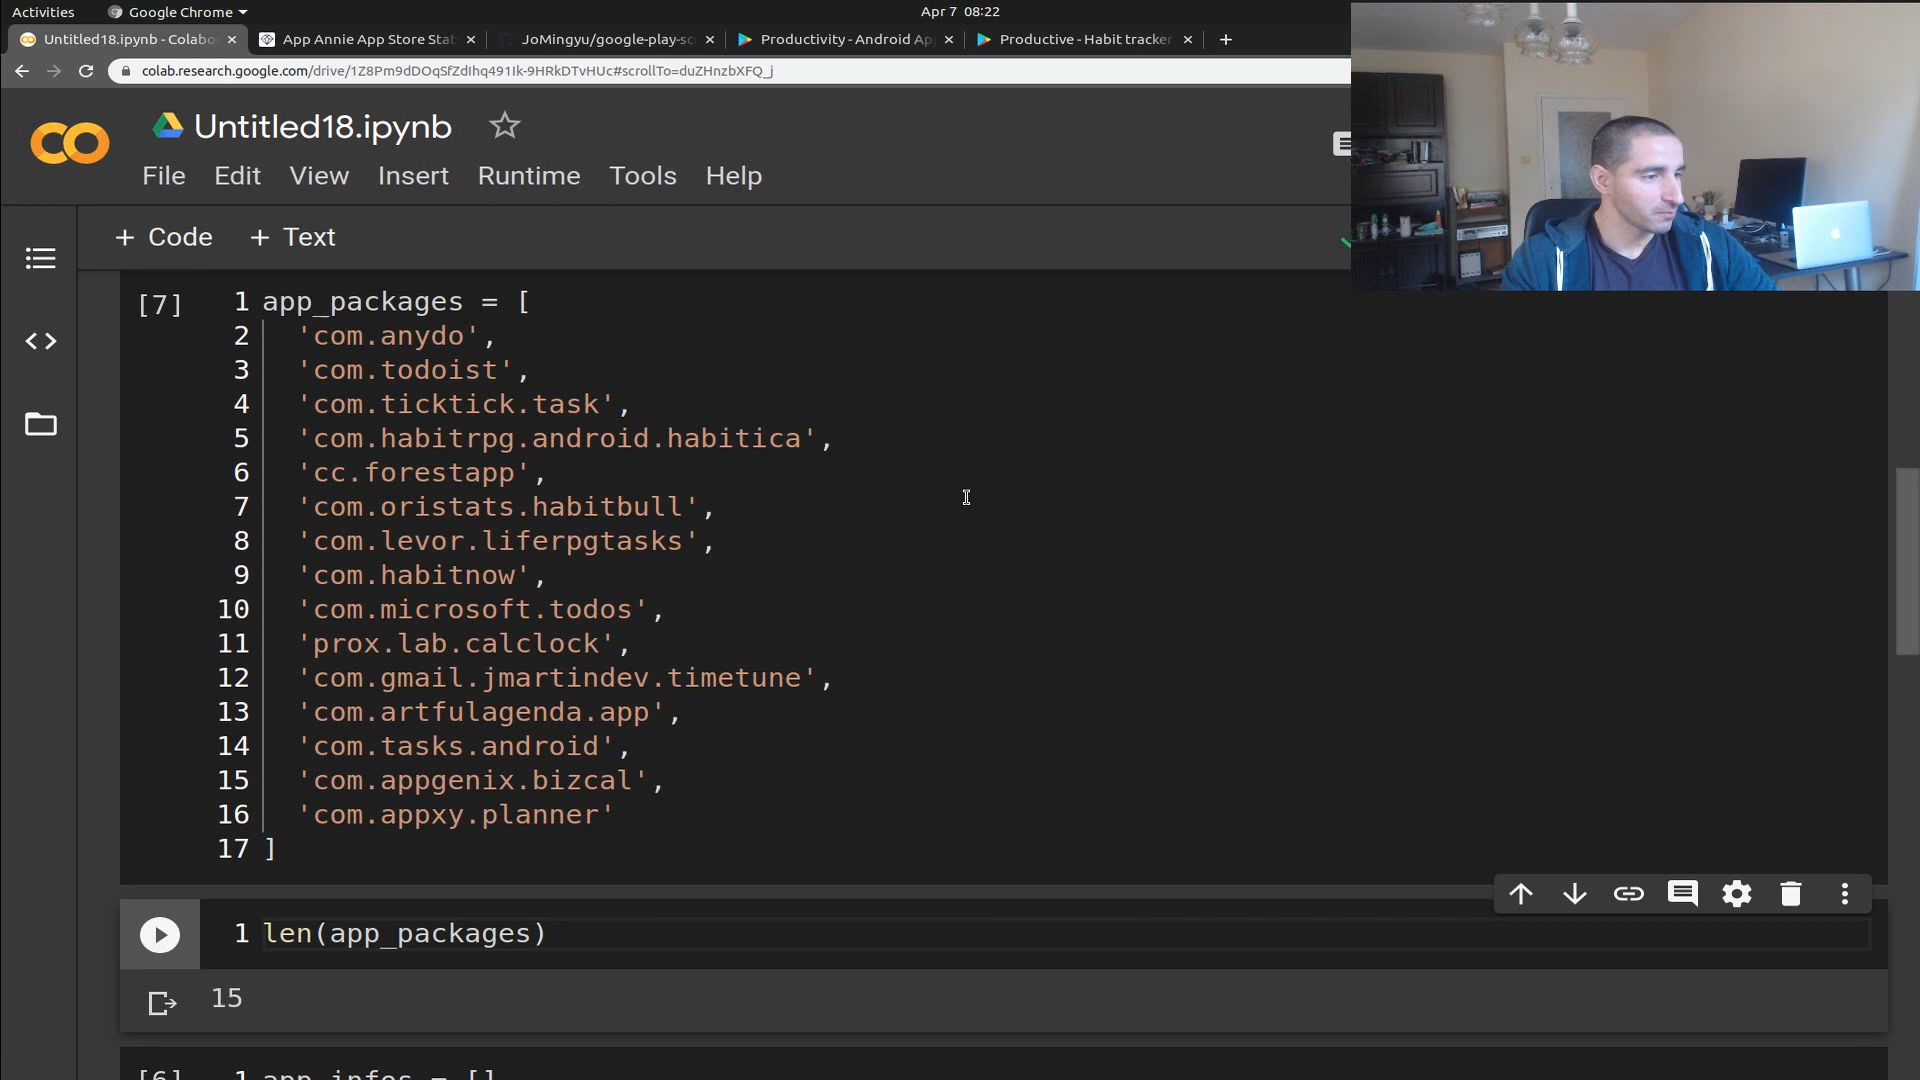 Activities Google Chrome Apr 7 08:22
Untitled18.ipynb - Colabo App Annie App Store Stat JoMingyu/google-play-sc Productivity - Android Ap Productive - Habit tracker
colab.research.google.com/drive/1Z8Pm9dDOqSfZdIhq491Ik-9HRkDTvHUc#scrollTo=duZHnzbXFQ_j
Untitled18.ipynb
File Edit View Insert Runtime Tools Help
+ Code + Text
[7] 1 app_packages = [
2 'com.anydo',
3 'com.todoist',
4 'com.ticktick.task',
5 'com.habitrpg.android.habitica',
6 'cc.forestapp',
7 'com.oristats.habitbull',
8 'com.levor.liferpgtasks',
9 'com.habitnow',
10 'com.microsoft.todos',
11 'prox.lab.calclock',
12 'com.gmail.jmartindev.timetune',
13 'com.artfulagenda.app',
14 'com.tasks.android',
15 'com.appgenix.bizcal',
16 'com.appxy.planner'
17 ]
1 len(app_packages)
15
[6] 1 app_infos = []